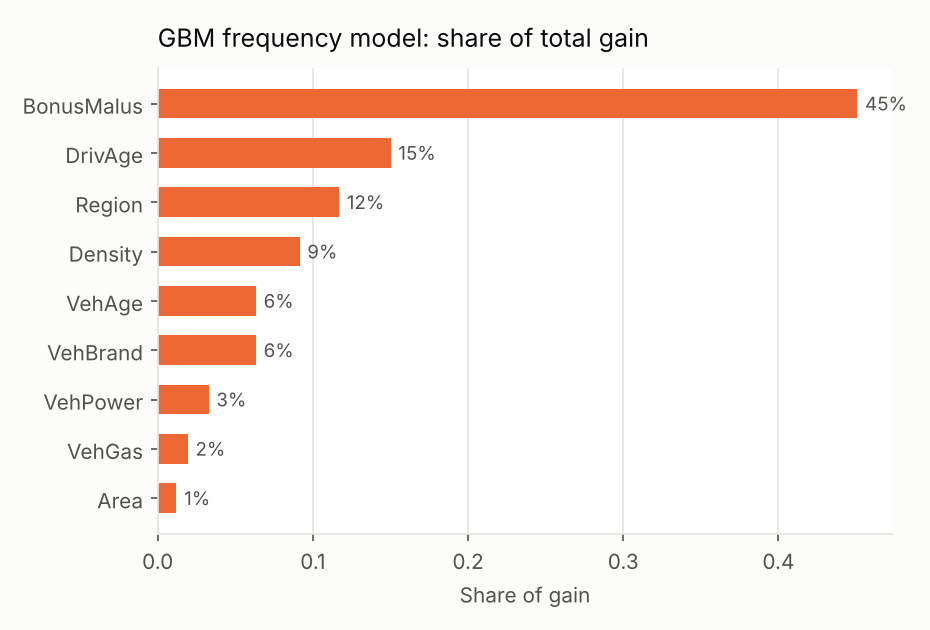 GBM frequency model: share of total gain
BonusMalus 45%
DrivAge 15%
Region 12%
Density 9%
VehAge 6%
VehBrand 6%
VehPower 3%
VehGas 2%
Area 1%
0.0 0.1 0.2 0.3 0.4
Share of gain